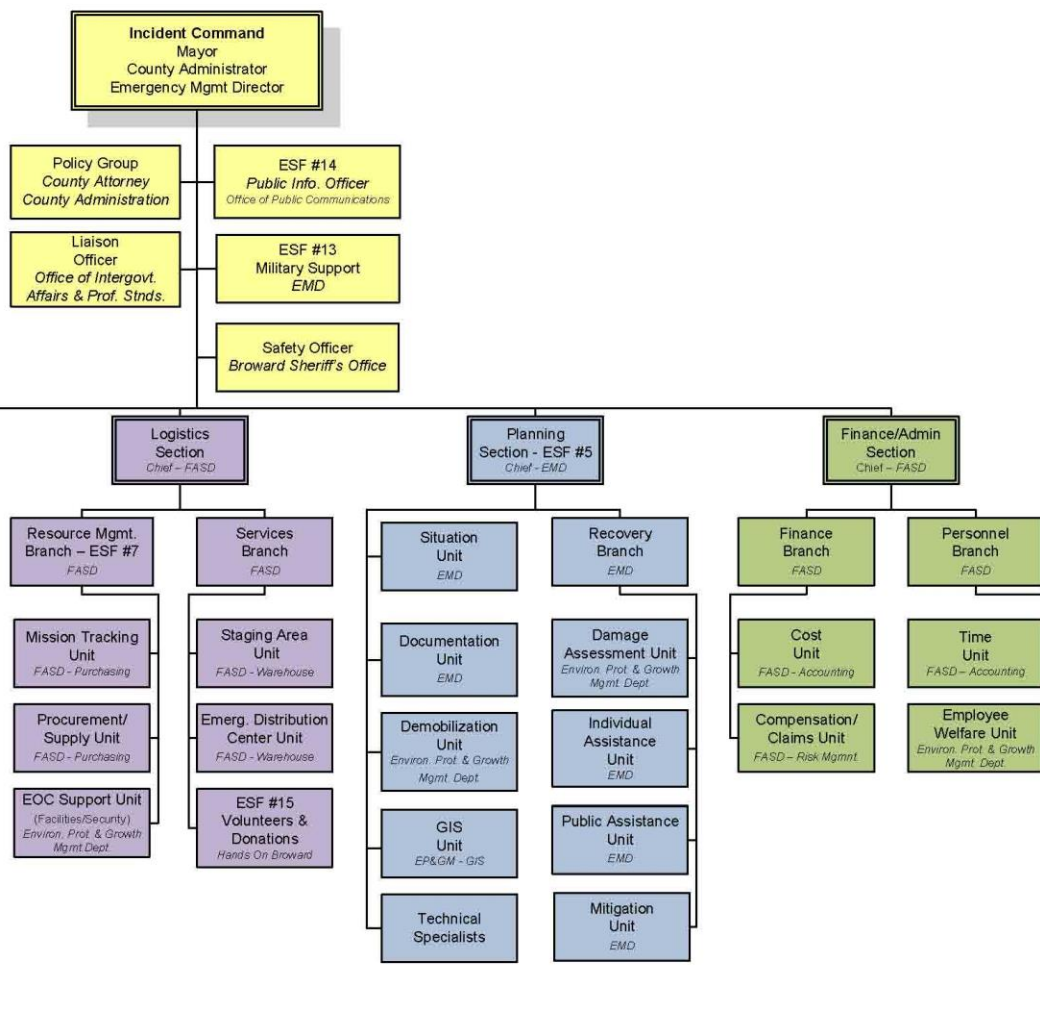 Incident Command
Mayor
County Administrator
Emergency Mgmt Director
Policy Group
County Attorney
County Administration
ESF #14
Public Info. Officer
Office of Public Communications
Liaison
Officer
Office of Intergovt.
Affairs & Prof. Stnds.
ESF #13
Military Support
EMD
Safety Officer
Broward Sheriff's Office
Logistics
Section
Chief – FASD
Planning
Section - ESF #5
Chief - EMD
Finance/Admin
Section
Chief – FASD
Resource Mgmt.
Branch – ESF #7
FASD
Services
Branch
FASD
Situation
Unit
EMD
Recovery
Branch
EMD
Finance
Branch
FASD
Personnel
Branch
FASD
Mission Tracking
Unit
FASD - Purchasing
Staging Area
Unit
FASD - Warehouse
Documentation
Unit
EMD
Damage
Assessment Unit
Environ. Prot. & Growth
Mgmt. Dept.
Cost
Unit
FASD - Accounting
Time
Unit
FASD – Accounting
Procurement/
Supply Unit
FASD - Purchasing
Emerg. Distribution
Center Unit
FASD - Warehouse
Demobilization
Unit
Environ. Prot. & Growth
Mgmt. Dept.
Individual
Assistance
Unit
EMD
Compensation/
Claims Unit
FASD – Risk Mgmnt
Employee
Welfare Unit
Environ. Prot. & Growth
Mgmt. Dept.
EOC Support Unit
(Facilities/Security)
Environ. Prot. & Growth
Mgmt Dept
ESF #15
Volunteers &
Donations
Hands On Broward
GIS
Unit
EP&GM - GIS
Public Assistance
Unit
EMD
Technical
Specialists
Mitigation
Unit
EMD